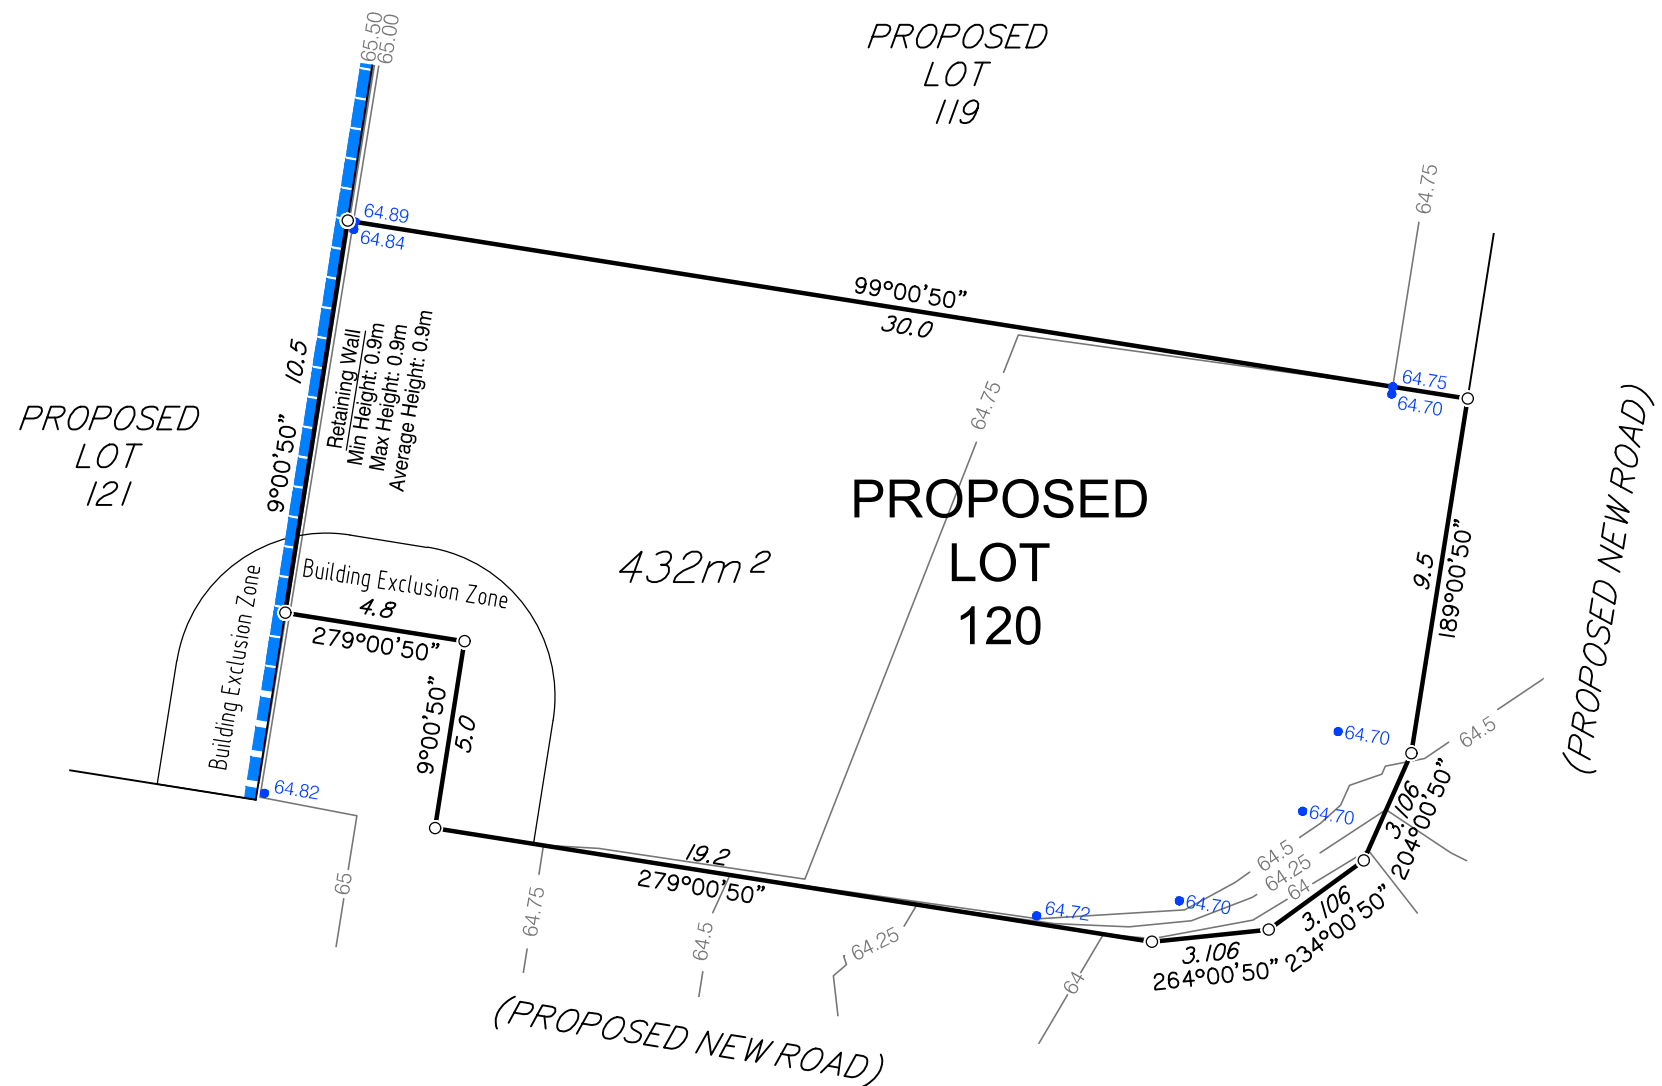 65.50
65.00
PROPOSED
LOT
119
64.75
64.89
64.84
99°00'50"
30.0
64.75
64.70
10.5
9°00'50"
Retaining Wall
Min Height: 0.9m
Max Height: 0.9m
Average Height: 0.9m
64.75
PROPOSED
LOT
121
PROPOSED
LOT
120
432m²
9.5
189°00'50"
(PROPOSED NEW ROAD)
Building Exclusion Zone
Building Exclusion Zone
4.8
279°00'50"
9°00'50"
5.0
64.82
64.70
64.5
64.70
3.106
204°00'50"
64.5
64.25
64
19.2
279°00'50"
65
64.75
64.5
64.25
64.72
64.70
3.106
234°00'50"
3.106
264°00'50"
64
(PROPOSED NEW ROAD)